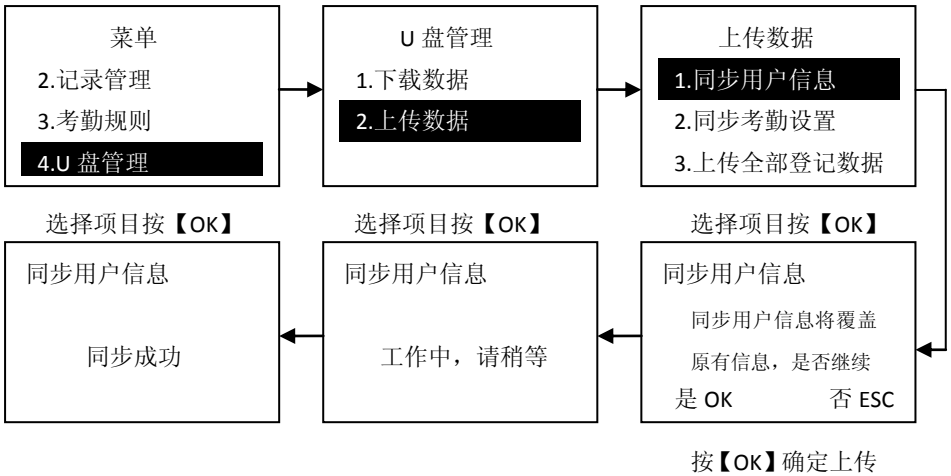 菜单
2.记录管理
3.考勤规则
4.U 盘管理
选择项目按【OK】
U 盘管理
1.下载数据
2.上传数据
选择项目按【OK】
上传数据
1.同步用户信息
2.同步考勤设置
3.上传全部登记数据
选择项目按【OK】
同步用户信息
同步用户信息将覆盖
原有信息，是否继续
是 OK 否 ESC
按【OK】确定上传
同步用户信息
工作中，请稍等
同步用户信息
同步成功